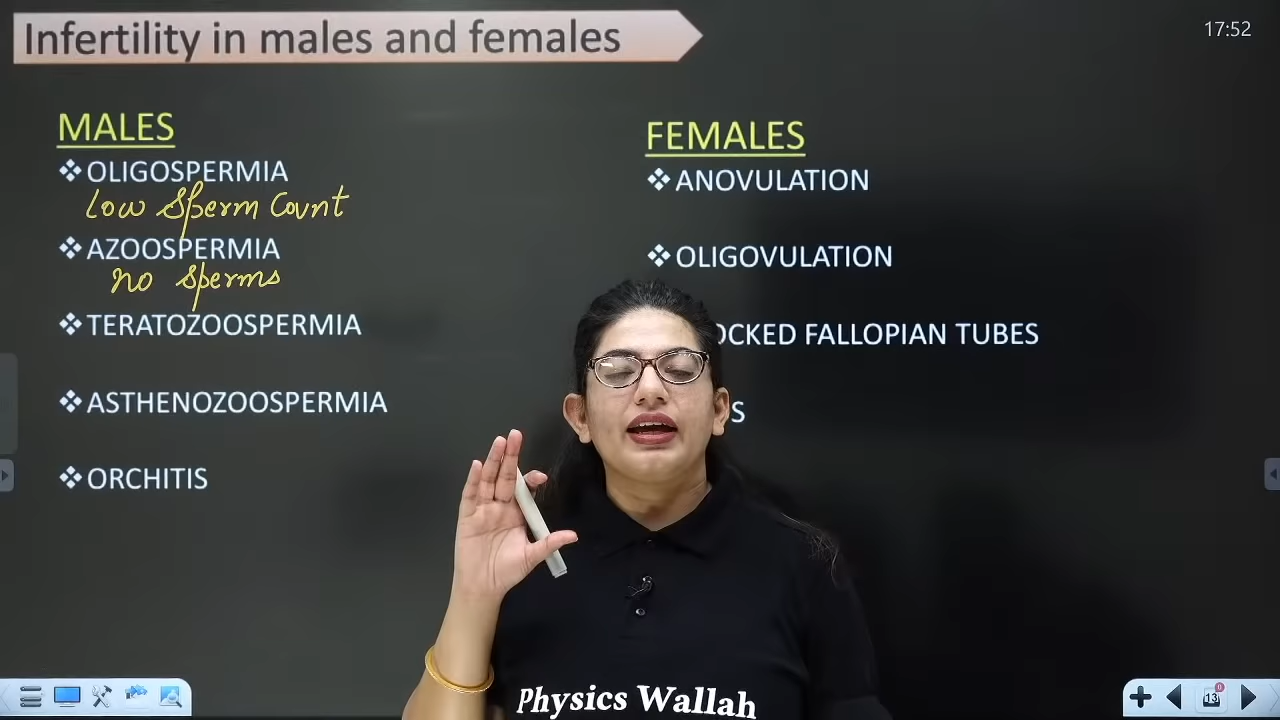 Infertility in males and females
17:52
MALES
❖OLIGOSPERMIA
Low Sperm Count
❖AZOOSPERMIA
no sperms
❖TERATOZOOSPERMIA
❖ASTHENOZOOSPERMIA
❖ORCHITIS
FEMALES
❖ANOVULATION
❖OLIGOVULATION
OCKED FALLOPIAN TUBES
S
Physics Wallah
13